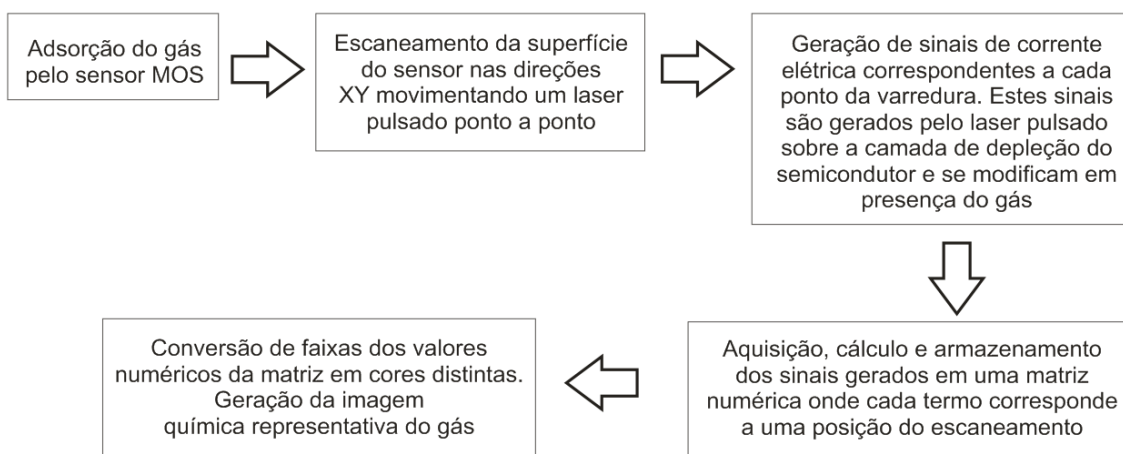 Adsorção do gás
pelo sensor MOS
Escaneamento da superfície
do sensor nas direções
XY movimentando um laser
pulsado ponto a ponto
Geração de sinais de corrente
elétrica correspondentes a cada
ponto da varredura. Estes sinais
são gerados pelo laser pulsado
sobre a camada de depleção do
semicondutor e se modificam em
presença do gás
Aquisição, cálculo e armazenamento
dos sinais gerados em uma matriz
numérica onde cada termo corresponde
a uma posição do escaneamento
Conversão de faixas dos valores
numéricos da matriz em cores distintas.
Geração da imagem
química representativa do gás